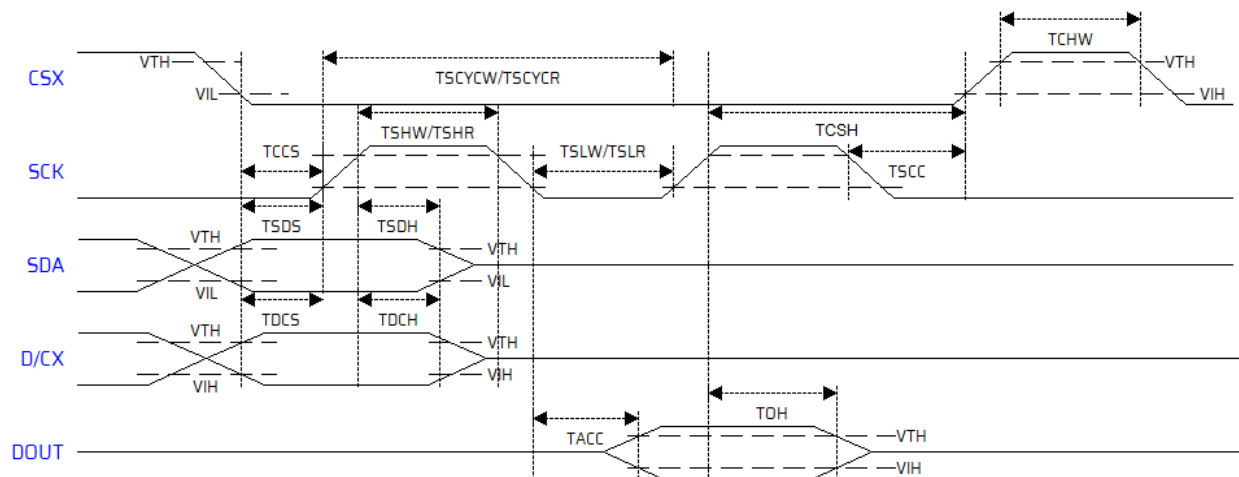 TCHW
VTH
VTH
CSX
TSCYCW/TSCYCR
VIL
VIH
TCSH
TSHW/TSHR
TCCS
TSLW/TSLR
SCK
TSCC
TSDS
TSDH
VTH
VTH
SDA
VIL
VIL
TDCS
TDCH
VTH
VTH
D/CX
VIH
VIH
TOH
TACC
VTH
DOUT
VIH